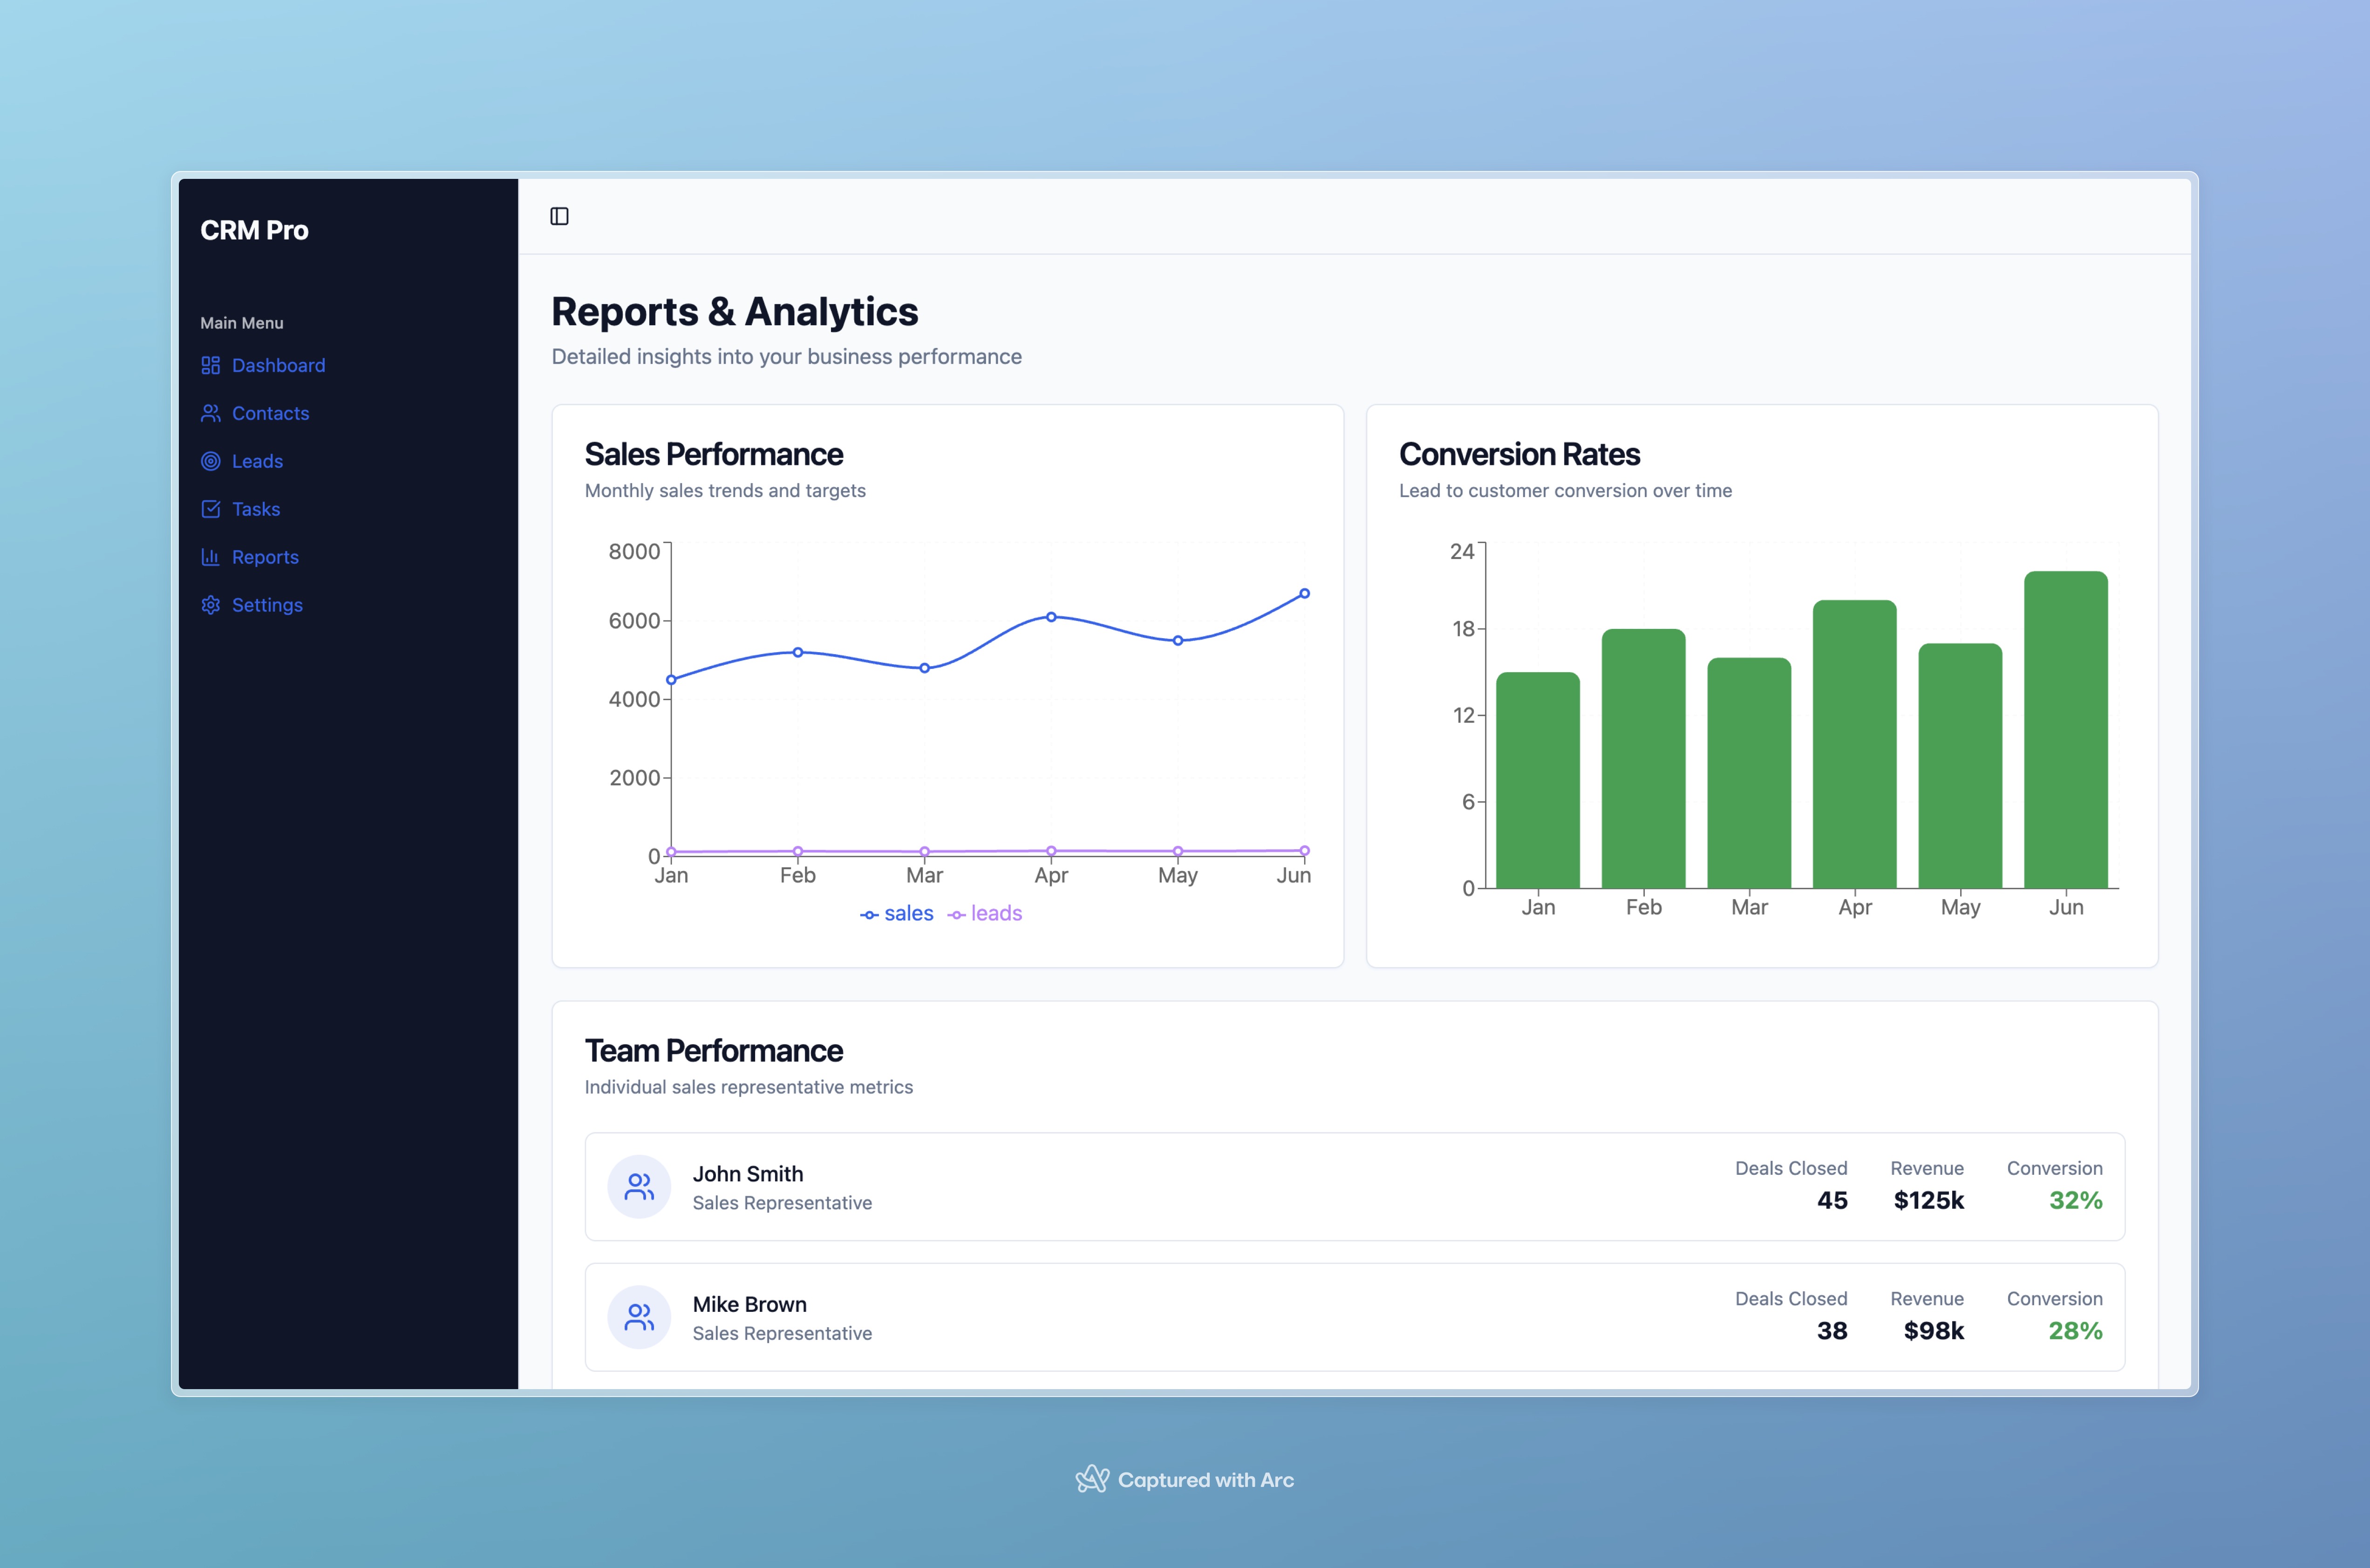 CRM Pro
Main Menu
Dashboard
Contacts
Leads
Tasks
Reports
Settings
Reports & Analytics
Detailed insights into your business performance
Sales Performance
Monthly sales trends and targets
8000
6000
4000
2000
0
Jan Feb Mar Apr May Jun
sales leads
Conversion Rates
Lead to customer conversion over time
24
18
12
6
0
Jan Feb Mar Apr May Jun
Team Performance
Individual sales representative metrics
John Smith
Sales Representative
Deals Closed Revenue Conversion
45 $125k 32%
Mike Brown
Sales Representative
Deals Closed Revenue Conversion
38 $98k 28%
Captured with Arc